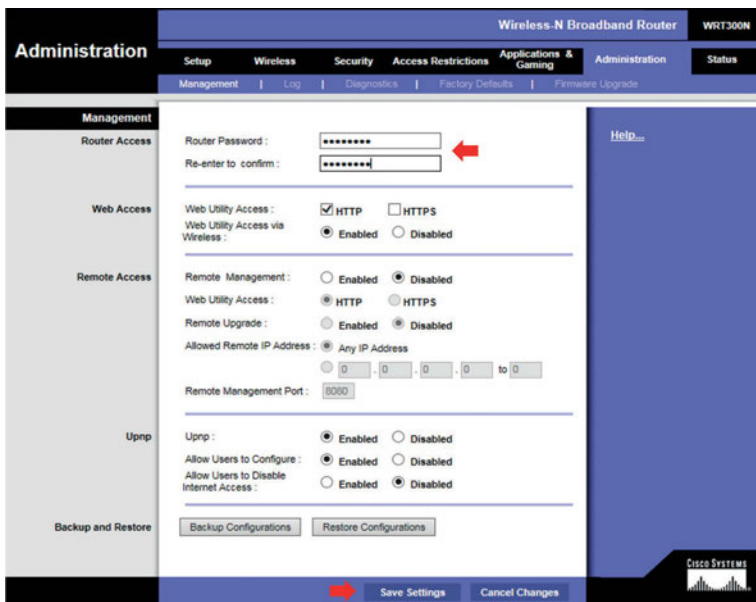 Wireless-N Broadband Router WRT300N
Administration
Setup Wireless Security Access Restrictions Applications & Gaming Administration Status
Management | Log | Diagnostics | Factory Defaults | Firmware Upgrade
Management
Router Access
Router Password :
••••••••
Re-enter to confirm :
••••••••
Help...
Web Access
Web Utility Access :
HTTP HTTPS
Web Utility Access via
Wireless :
Enabled Disabled
Remote Access
Remote Management :
Enabled Disabled
Web Utility Access :
HTTP HTTPS
Remote Upgrade :
Enabled Disabled
Allowed Remote IP Address :
Any IP Address
0 . 0 . 0 . 0 to 0
Remote Management Port :
8080
Upnp
Upnp :
Enabled Disabled
Allow Users to Configure :
Enabled Disabled
Allow Users to Disable
Internet Access :
Enabled Disabled
Backup and Restore
Backup Configurations Restore Configurations
Save Settings Cancel Changes
CISCO SYSTEMS